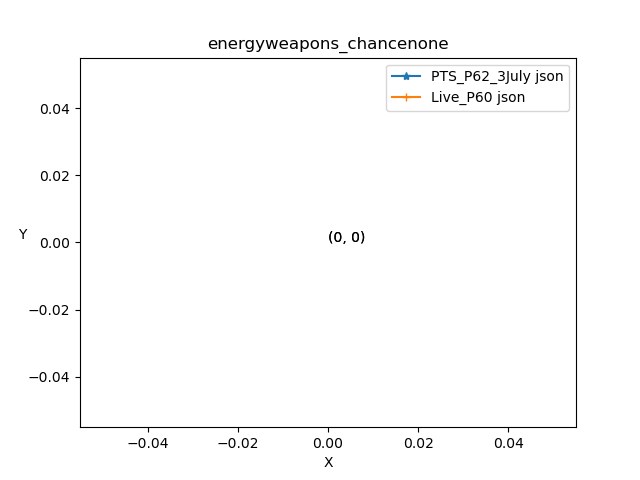 energyweapons_chancenone
PTS_P62_3July json
Live_P60 json
0.04
0.02
Y
0.00
(0, 0)
−0.02
−0.04
−0.04 −0.02 0.00 0.02 0.04
X